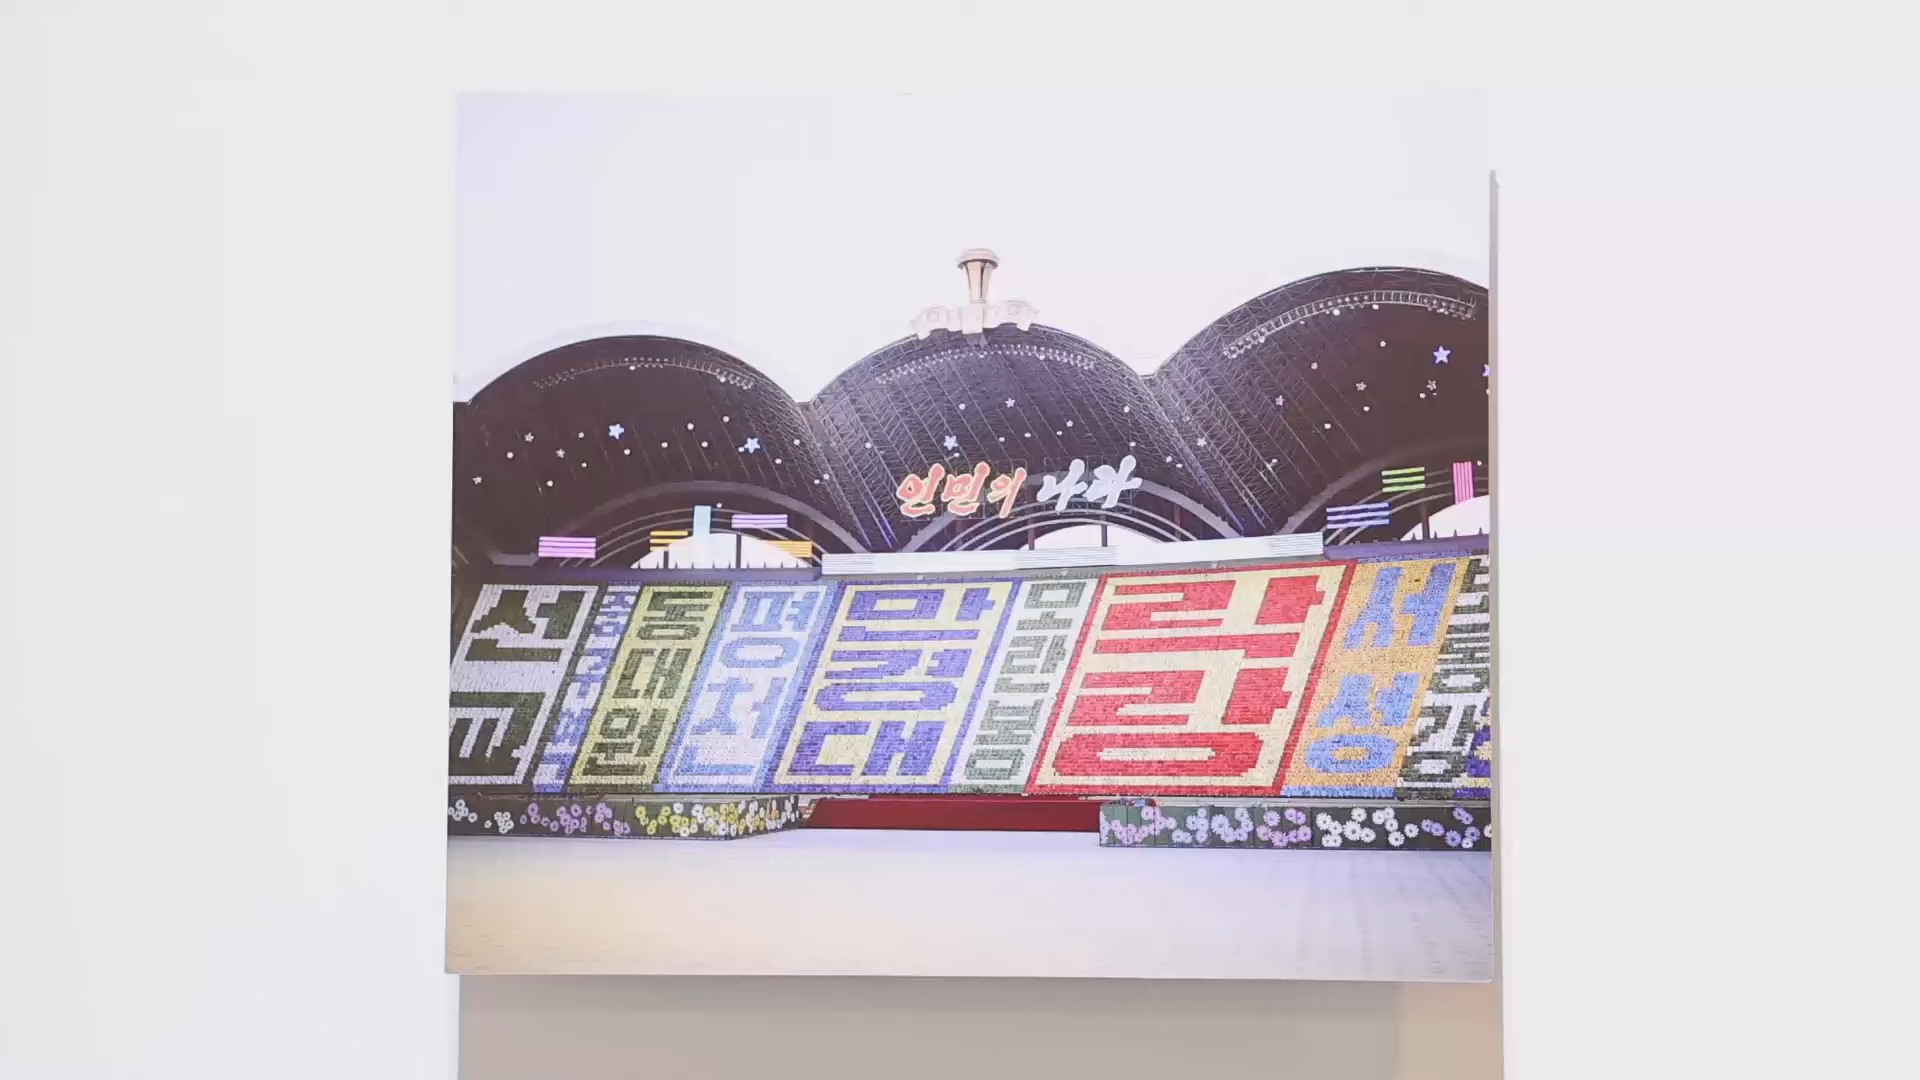 인민의 나라
선교
동대원
평천
만경대
모란봉
락랑
서성